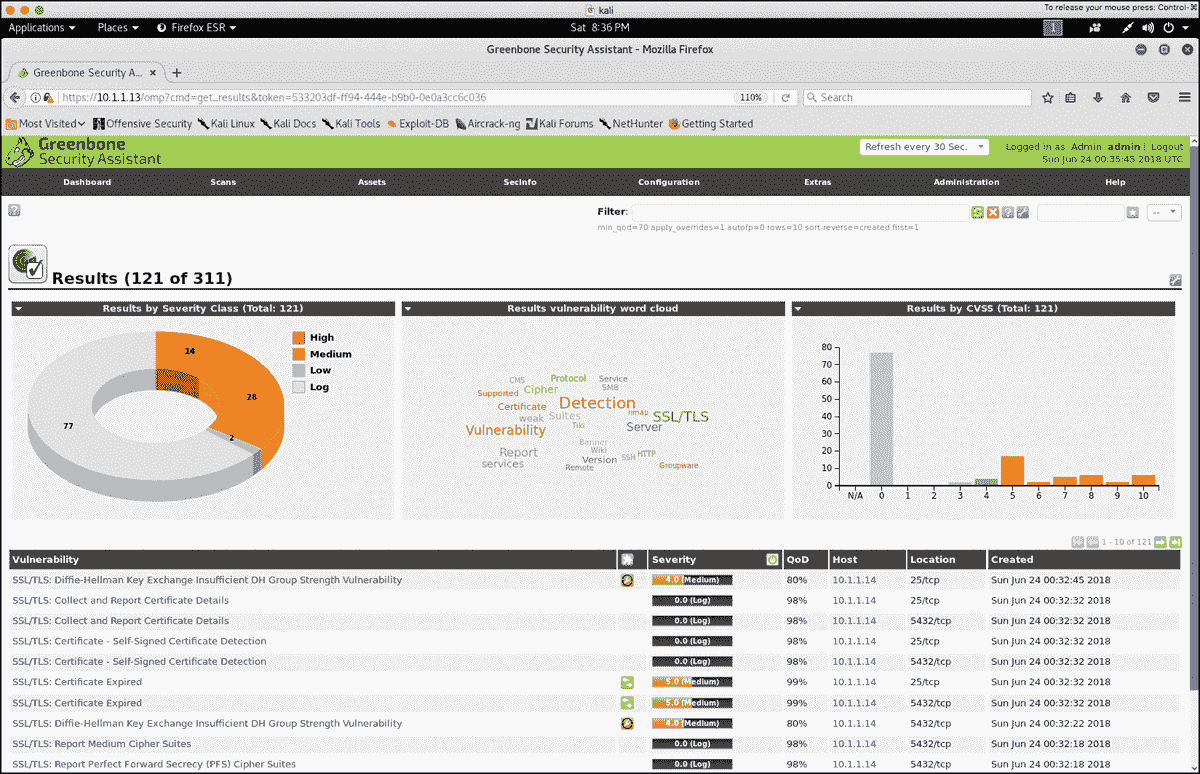 kali
To release your mouse press: Control-⌘
Applications Places Firefox ESR Sat 8:36 PM 1
Greenbone Security Assistant - Mozilla Firefox
Greenbone Security A... × +
https://10.1.1.13/omp?cmd=get_results&token=533203df-ff94-444e-b9b0-0e0a3cc6c036 110% Search
Most Visited Offensive Security Kali Linux Kali Docs Kali Tools Exploit-DB Aircrack-ng Kali Forums NetHunter Getting Started
Greenbone
Security Assistant
Refresh every 30 Sec.
Logged in as Admin admin | Logout
Sun Jun 24 00:35:45 2018 UTC
Dashboard Scans Assets SecInfo Configuration Extras Administration Help
Filter: --
min_qod=70 apply_overrides=1 autofp=0 rows=10 sort-reverse=created first=1
Results (121 of 311)
Results by Severity Class (Total: 121)
14
28
2
77
High
Medium
Low
Log
Results vulnerability word cloud
CMS Protocol Service
Supported Cipher SMB
Certificate Detection
weak Suites nmap SSL/TLS
Vulnerability Tiki Server
Banner
Report Wiki HTTP
services Version SSH
Remote Groupware
Results by CVSS (Total: 121)
80
70
60
50
40
30
20
10
0
N/A 0 1 2 3 4 5 6 7 8 9 10
1 - 10 of 121
Vulnerability Severity QoD Host Location Created
SSL/TLS: Diffie-Hellman Key Exchange Insufficient DH Group Strength Vulnerability 4.0 (Medium) 80% 10.1.1.14 25/tcp Sun Jun 24 00:32:45 2018
SSL/TLS: Collect and Report Certificate Details 0.0 (Log) 98% 10.1.1.14 25/tcp Sun Jun 24 00:32:32 2018
SSL/TLS: Collect and Report Certificate Details 0.0 (Log) 98% 10.1.1.14 5432/tcp Sun Jun 24 00:32:32 2018
SSL/TLS: Certificate - Self-Signed Certificate Detection 0.0 (Log) 98% 10.1.1.14 25/tcp Sun Jun 24 00:32:32 2018
SSL/TLS: Certificate - Self-Signed Certificate Detection 0.0 (Log) 98% 10.1.1.14 5432/tcp Sun Jun 24 00:32:32 2018
SSL/TLS: Certificate Expired 5.0 (Medium) 99% 10.1.1.14 25/tcp Sun Jun 24 00:32:32 2018
SSL/TLS: Certificate Expired 5.0 (Medium) 99% 10.1.1.14 5432/tcp Sun Jun 24 00:32:32 2018
SSL/TLS: Diffie-Hellman Key Exchange Insufficient DH Group Strength Vulnerability 4.0 (Medium) 80% 10.1.1.14 5432/tcp Sun Jun 24 00:32:22 2018
SSL/TLS: Report Medium Cipher Suites 0.0 (Log) 98% 10.1.1.14 5432/tcp Sun Jun 24 00:32:18 2018
SSL/TLS: Report Perfect Forward Secrecy (PFS) Cipher Suites 0.0 (Log) 98% 10.1.1.14 5432/tcp Sun Jun 24 00:32:18 2018